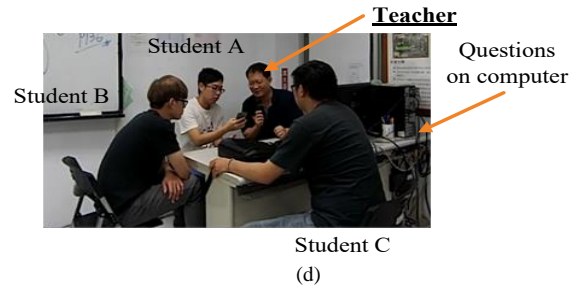 Teacher
Student A
Questions
on computer
Student B
Student C
(d)